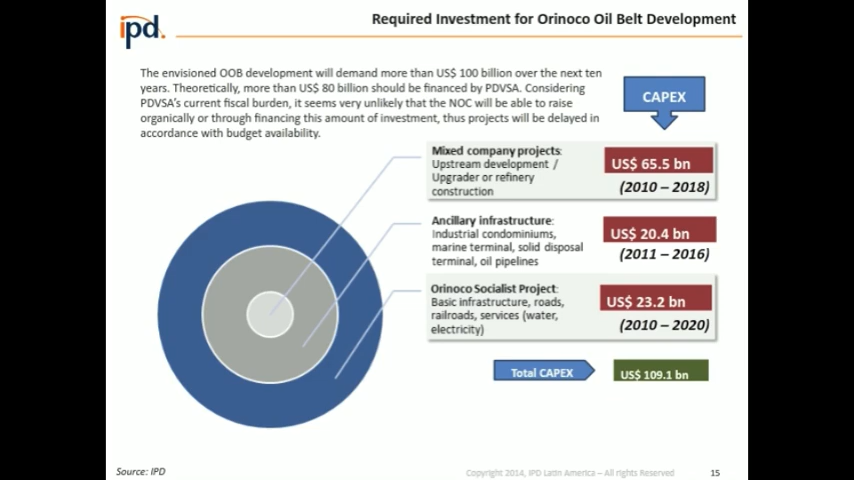 ipd.
Required Investment for Orinoco Oil Belt Development
The envisioned OOB development will demand more than US$ 100 billion over the next ten
years. Theoretically, more than US$ 80 billion should be financed by PDVSA. Considering
PDVSA's current fiscal burden, it seems very unlikely that the NOC will be able to raise
organically or through financing this amount of investment, thus projects will be delayed in
accordance with budget availability.
CAPEX
Mixed company projects:
Upstream development /
Upgrader or refinery
construction
US$ 65.5 bn
(2010 – 2018)
Ancillary infrastructure:
Industrial condominiums,
marine terminal, solid disposal
terminal, oil pipelines
US$ 20.4 bn
(2011 – 2016)
Orinoco Socialist Project:
Basic infrastructure, roads,
railroads, services (water,
electricity)
US$ 23.2 bn
(2010 – 2020)
Total CAPEX
US$ 109.1 bn
Source: IPD
Copyright 2014, IPD Latin America – All rights Reserved
15